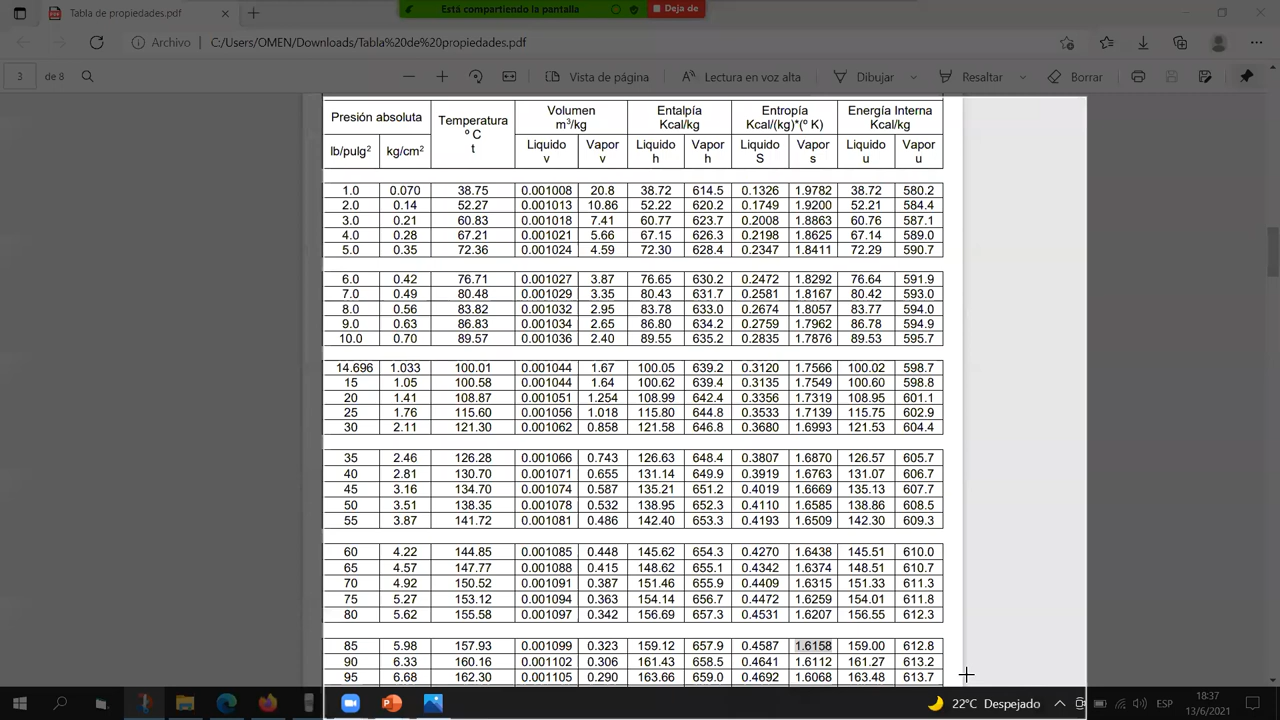 Está compartiendo la pantalla Deja de
Tabla de propiedades.pdf
Archivo C:/Users/OMEN/Downloads/Tabla%20de%20propiedades.pdf
3 de 8 Vista de página Lectura en voz alta Dibujar Resaltar Borrar
Presión absoluta Temperatura º C t Volumen m³/kg Entalpía Kcal/kg Entropía Kcal/(kg)*(º K) Energía Interna Kcal/kg
lb/pulg² kg/cm² Liquido v Vapor v Liquido h Vapor h Liquido S Vapor s Liquido u Vapor u
1.0 0.070 38.75 0.001008 20.8 38.72 614.5 0.1326 1.9782 38.72 580.2
2.0 0.14 52.27 0.001013 10.86 52.22 620.2 0.1749 1.9200 52.21 584.4
3.0 0.21 60.83 0.001018 7.41 60.77 623.7 0.2008 1.8863 60.76 587.1
4.0 0.28 67.21 0.001021 5.66 67.15 626.3 0.2198 1.8625 67.14 589.0
5.0 0.35 72.36 0.001024 4.59 72.30 628.4 0.2347 1.8411 72.29 590.7
6.0 0.42 76.71 0.001027 3.87 76.65 630.2 0.2472 1.8292 76.64 591.9
7.0 0.49 80.48 0.001029 3.35 80.43 631.7 0.2581 1.8167 80.42 593.0
8.0 0.56 83.82 0.001032 2.95 83.78 633.0 0.2674 1.8057 83.77 594.0
9.0 0.63 86.83 0.001034 2.65 86.80 634.2 0.2759 1.7962 86.78 594.9
10.0 0.70 89.57 0.001036 2.40 89.55 635.2 0.2835 1.7876 89.53 595.7
14.696 1.033 100.01 0.001044 1.67 100.05 639.2 0.3120 1.7566 100.02 598.7
15 1.05 100.58 0.001044 1.64 100.62 639.4 0.3135 1.7549 100.60 598.8
20 1.41 108.87 0.001051 1.254 108.99 642.4 0.3356 1.7319 108.95 601.1
25 1.76 115.60 0.001056 1.018 115.80 644.8 0.3533 1.7139 115.75 602.9
30 2.11 121.30 0.001062 0.858 121.58 646.8 0.3680 1.6993 121.53 604.4
35 2.46 126.28 0.001066 0.743 126.63 648.4 0.3807 1.6870 126.57 605.7
40 2.81 130.70 0.001071 0.655 131.14 649.9 0.3919 1.6763 131.07 606.7
45 3.16 134.70 0.001074 0.587 135.21 651.2 0.4019 1.6669 135.13 607.7
50 3.51 138.35 0.001078 0.532 138.95 652.3 0.4110 1.6585 138.86 608.5
55 3.87 141.72 0.001081 0.486 142.40 653.3 0.4193 1.6509 142.30 609.3
60 4.22 144.85 0.001085 0.448 145.62 654.3 0.4270 1.6438 145.51 610.0
65 4.57 147.77 0.001088 0.415 148.62 655.1 0.4342 1.6374 148.51 610.7
70 4.92 150.52 0.001091 0.387 151.46 655.9 0.4409 1.6315 151.33 611.3
75 5.27 153.12 0.001094 0.363 154.14 656.7 0.4472 1.6259 154.01 611.8
80 5.62 155.58 0.001097 0.342 156.69 657.3 0.4531 1.6207 156.55 612.3
85 5.98 157.93 0.001099 0.323 159.12 657.9 0.4587 1.6158 159.00 612.8
90 6.33 160.16 0.001102 0.306 161.43 658.5 0.4641 1.6112 161.27 613.2
95 6.68 162.30 0.001105 0.290 163.66 659.0 0.4692 1.6068 163.48 613.7
22°C Despejado ESP 18:37
13/6/2021